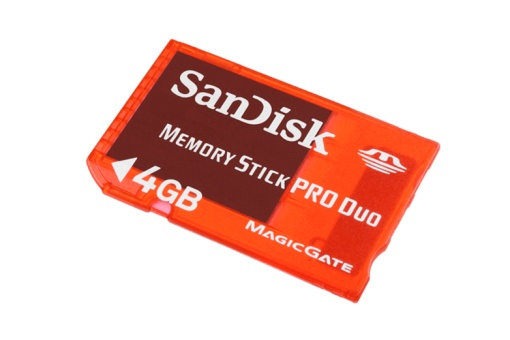 SanDisk
MEMORY STICK PRO DUO
4GB
MAGICGATE